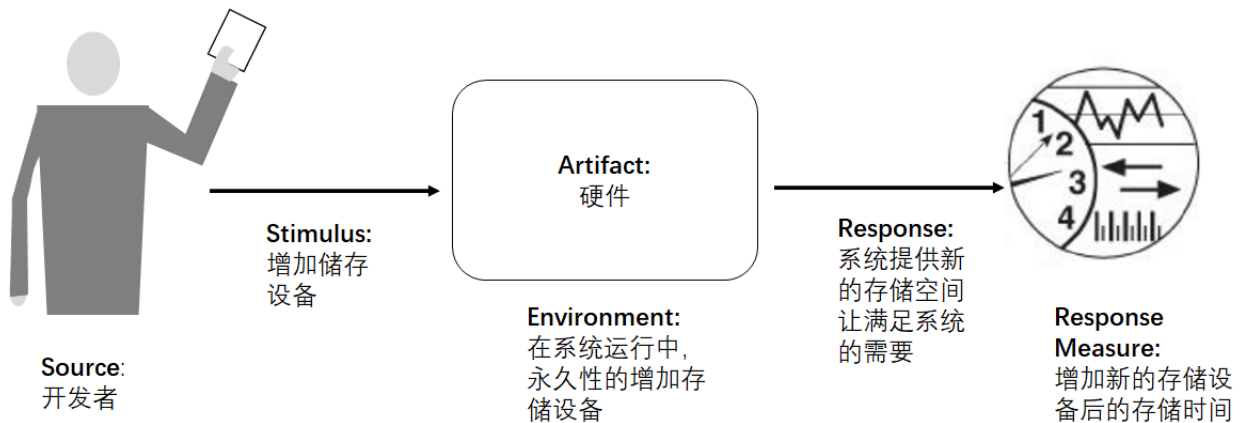 Source:
开发者
Stimulus:
增加储存
设备
Artifact:
硬件
Environment:
在系统运行中,
永久性的增加存
储设备
Response:
系统提供新
的存储空间
让满足系统
的需要
1
2
3
4
Response
Measure:
增加新的存储设
备后的存储时间